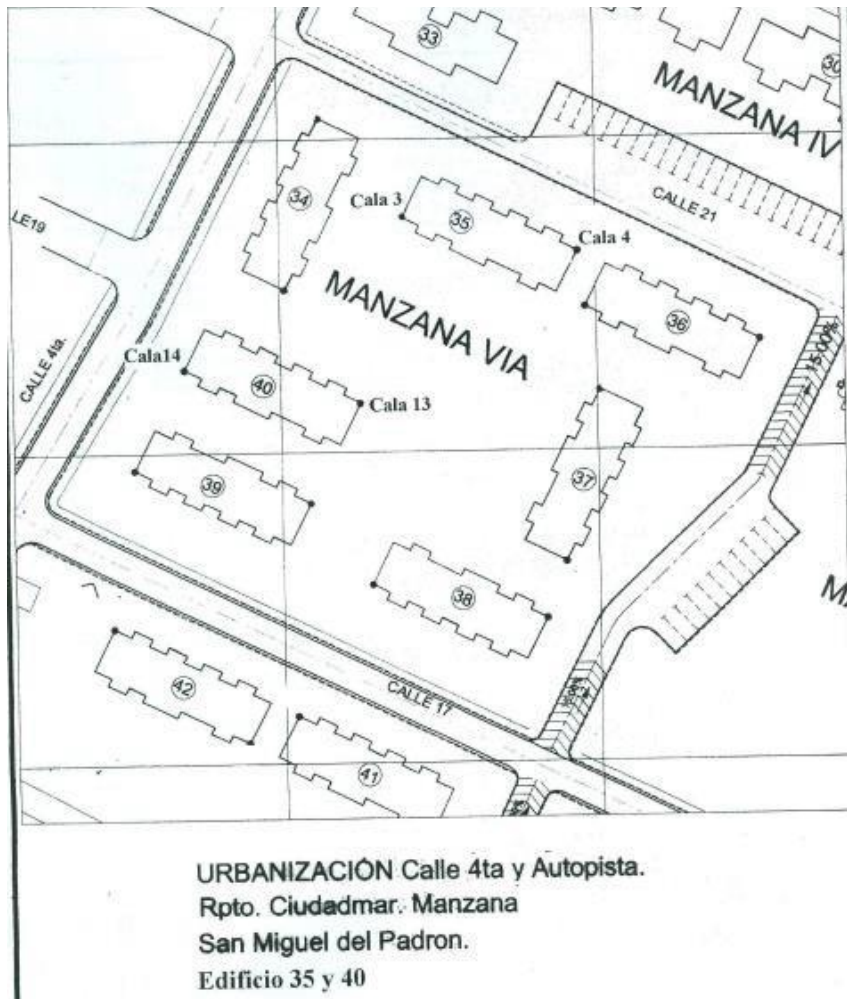 33
30
MANZANA IV
CALLE 21
34
Cala 3
35
Cala 4
LE19
MANZANA VIA
36
15.00%
CALLE 4ta.
Cala14
40
Cala 13
39
37
38
42
CALLE 17
41
URBANIZACIÓN Calle 4ta y Autopista.
Rpto. Ciudadmar. Manzana
San Miguel del Padron.
Edificio 35 y 40